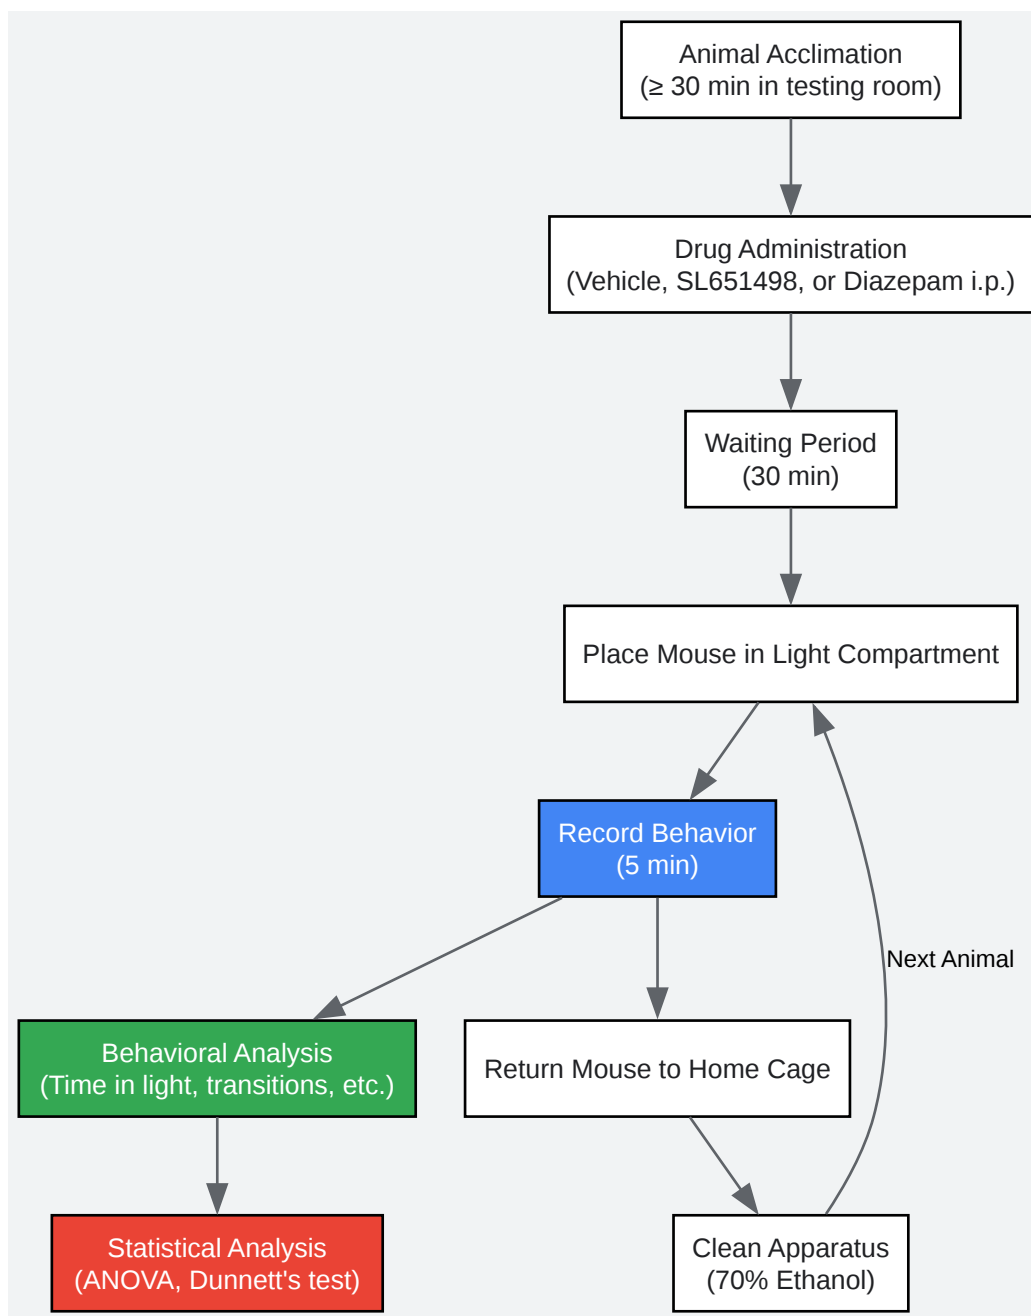 Animal Acclimation
(≥ 30 min in testing room)
Drug Administration
(Vehicle, SL651498, or Diazepam i.p.)
Waiting Period
(30 min)
Place Mouse in Light Compartment
Record Behavior
(5 min)
Next Animal
Behavioral Analysis
(Time in light, transitions, etc.)
Return Mouse to Home Cage
Statistical Analysis
(ANOVA, Dunnett's test)
Clean Apparatus
(70% Ethanol)